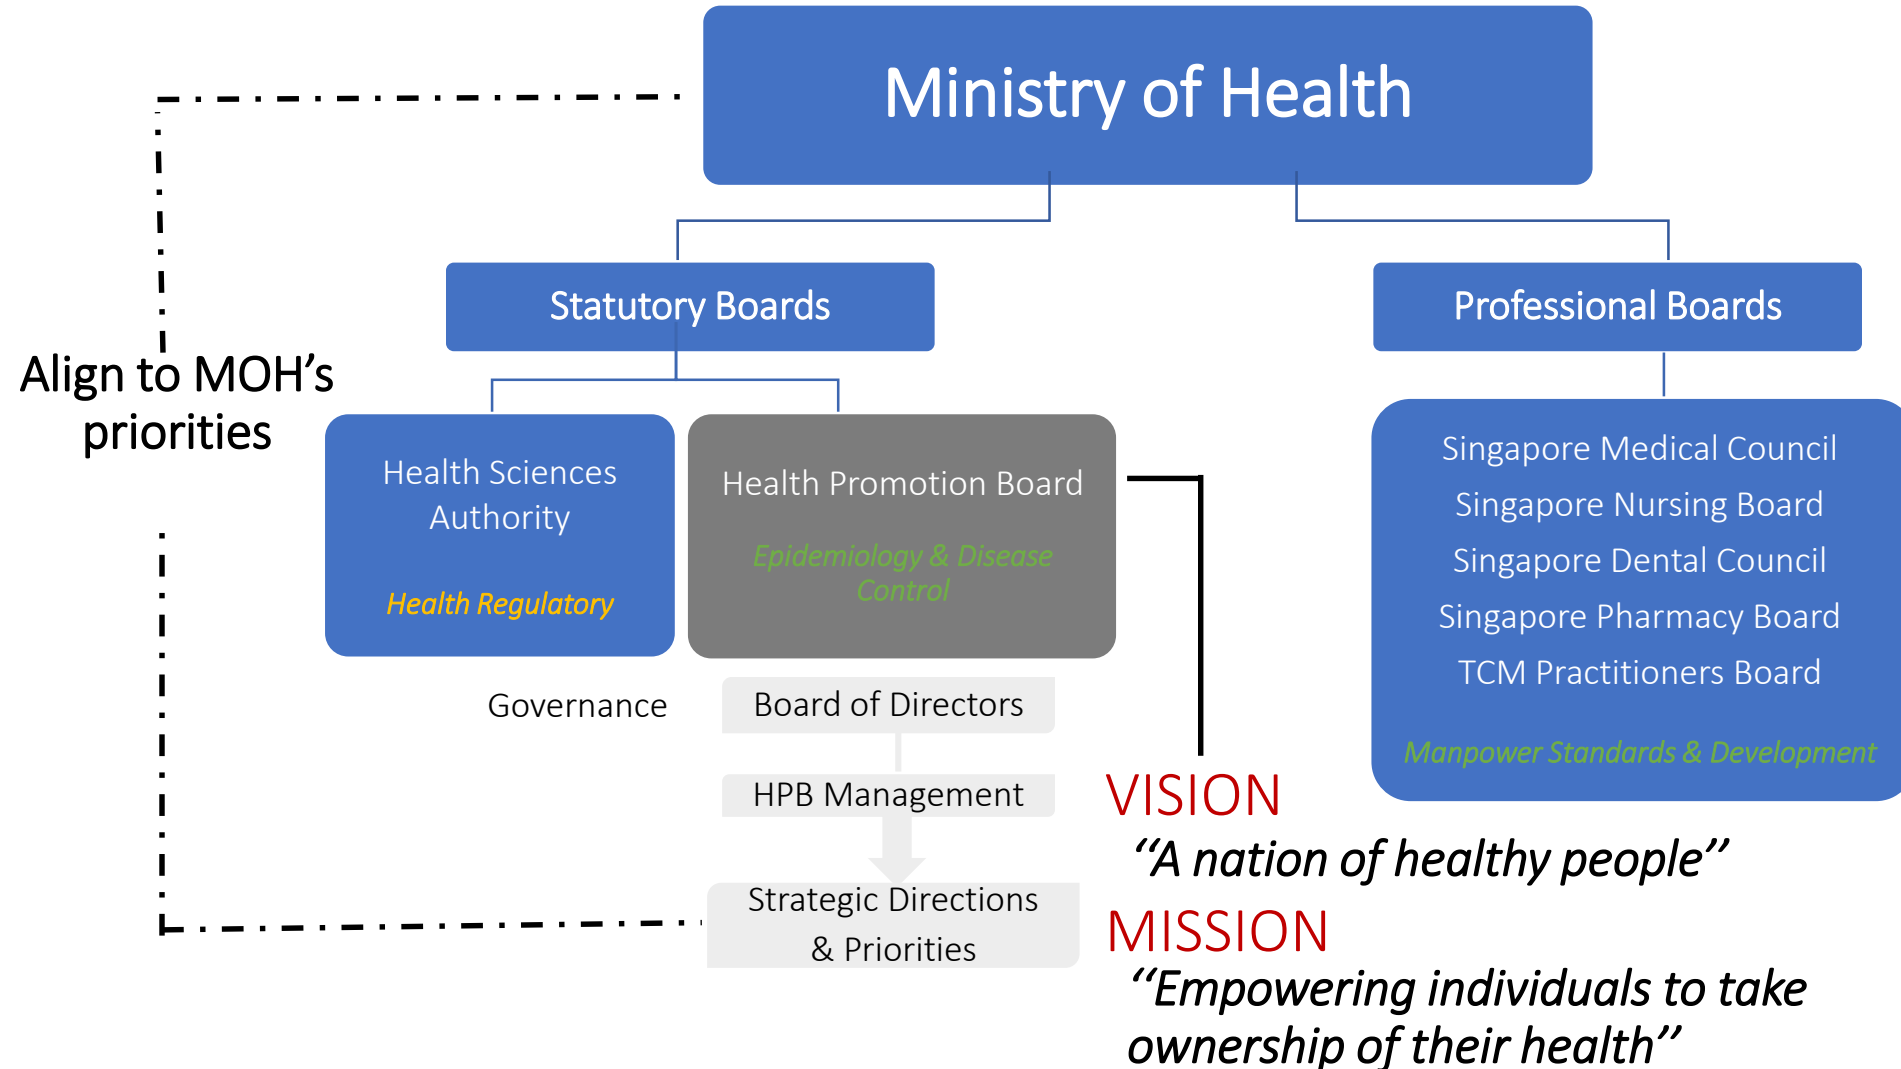 Ministry of Health
Statutory Boards
Professional Boards
Align to MOH’s
priorities
Health Sciences
Authority
Health Regulatory
Health Promotion Board
Epidemiology & Disease
Control
Singapore Medical Council
Singapore Nursing Board
Singapore Dental Council
Singapore Pharmacy Board
TCM Practitioners Board
Manpower Standards & Development
Governance
Board of Directors
HPB Management
Strategic Directions
& Priorities
VISION
“A nation of healthy people”
MISSION
“Empowering individuals to take
ownership of their health”